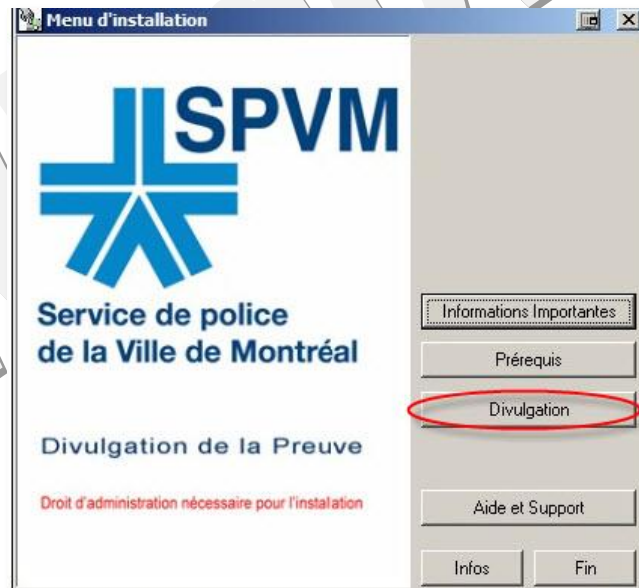 Menu d'installation
SPVM
Service de police
de la Ville de Montréal
Divulgation de la Preuve
Droit d'administration nécessaire pour l'instalation
Informations Importantes
Prérequis
Divulgation
Aide et Support
Infos
Fin